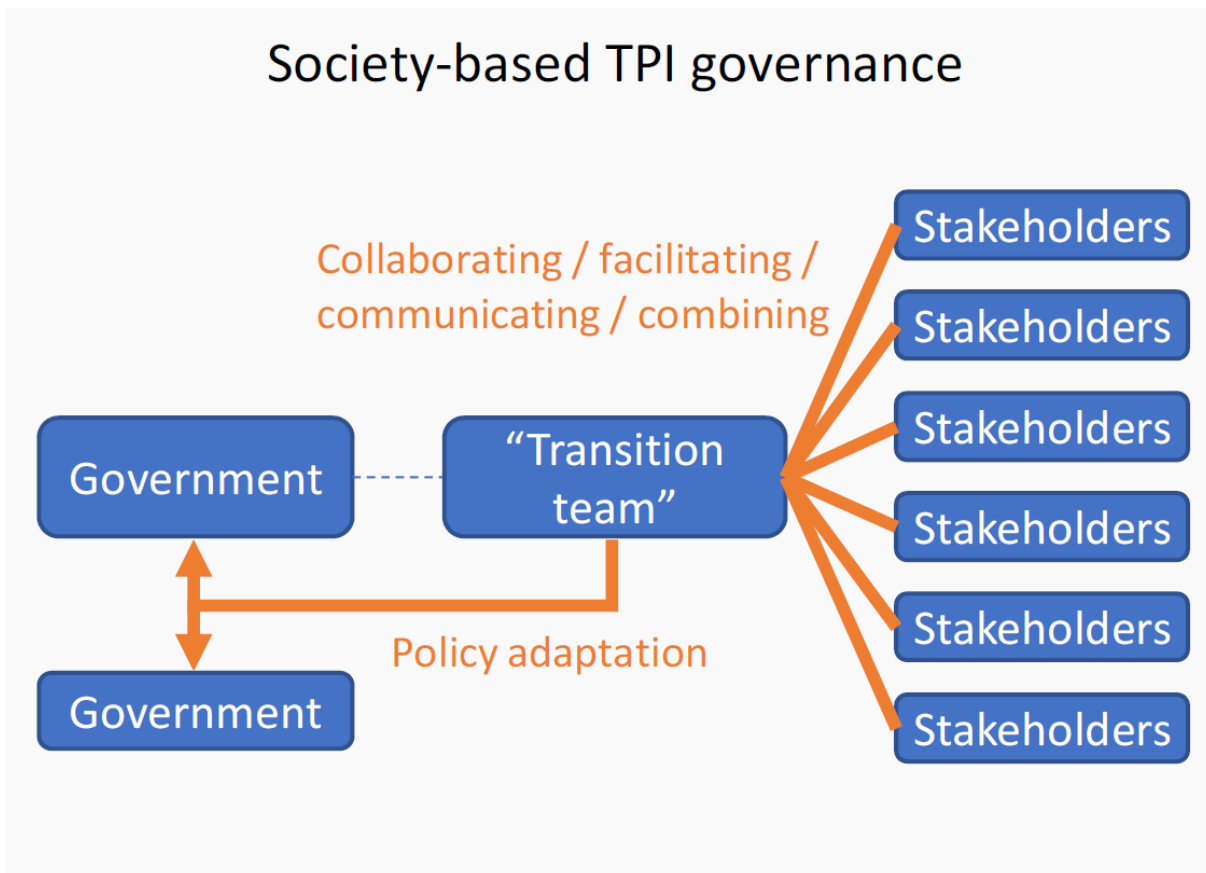 Society-based TPI governance
Collaborating / facilitating /
communicating / combining
Government
“Transition
team”
Policy adaptation
Government
Stakeholders
Stakeholders
Stakeholders
Stakeholders
Stakeholders
Stakeholders